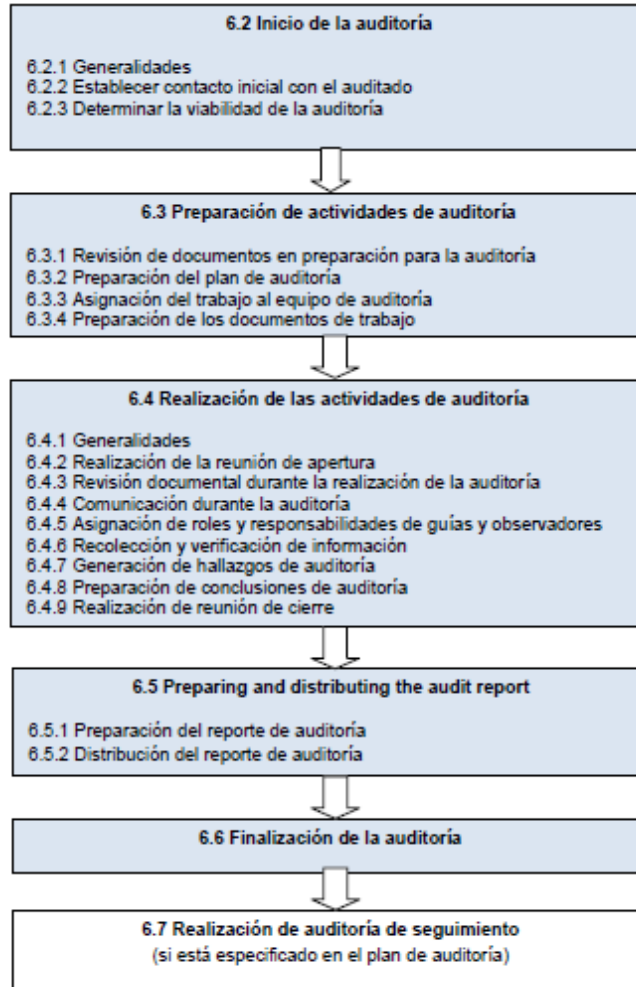 6.2 Inicio de la auditoría
6.2.1 Generalidades
6.2.2 Establecer contacto inicial con el auditado
6.2.3 Determinar la viabilidad de la auditoría
6.3 Preparación de actividades de auditoría
6.3.1 Revisión de documentos en preparación para la auditoría
6.3.2 Preparación del plan de auditoría
6.3.3 Asignación del trabajo al equipo de auditoría
6.3.4 Preparación de los documentos de trabajo
6.4 Realización de las actividades de auditoría
6.4.1 Generalidades
6.4.2 Realización de la reunión de apertura
6.4.3 Revisión documental durante la realización de la auditoría
6.4.4 Comunicación durante la auditoría
6.4.5 Asignación de roles y responsabilidades de guías y observadores
6.4.6 Recolección y verificación de información
6.4.7 Generación de hallazgos de auditoría
6.4.8 Preparación de conclusiones de auditoría
6.4.9 Realización de reunión de cierre
6.5 Preparing and distributing the audit report
6.5.1 Preparación del reporte de auditoría
6.5.2 Distribución del reporte de auditoría
6.6 Finalización de la auditoría
6.7 Realización de auditoría de seguimiento
(si está especificado en el plan de auditoría)